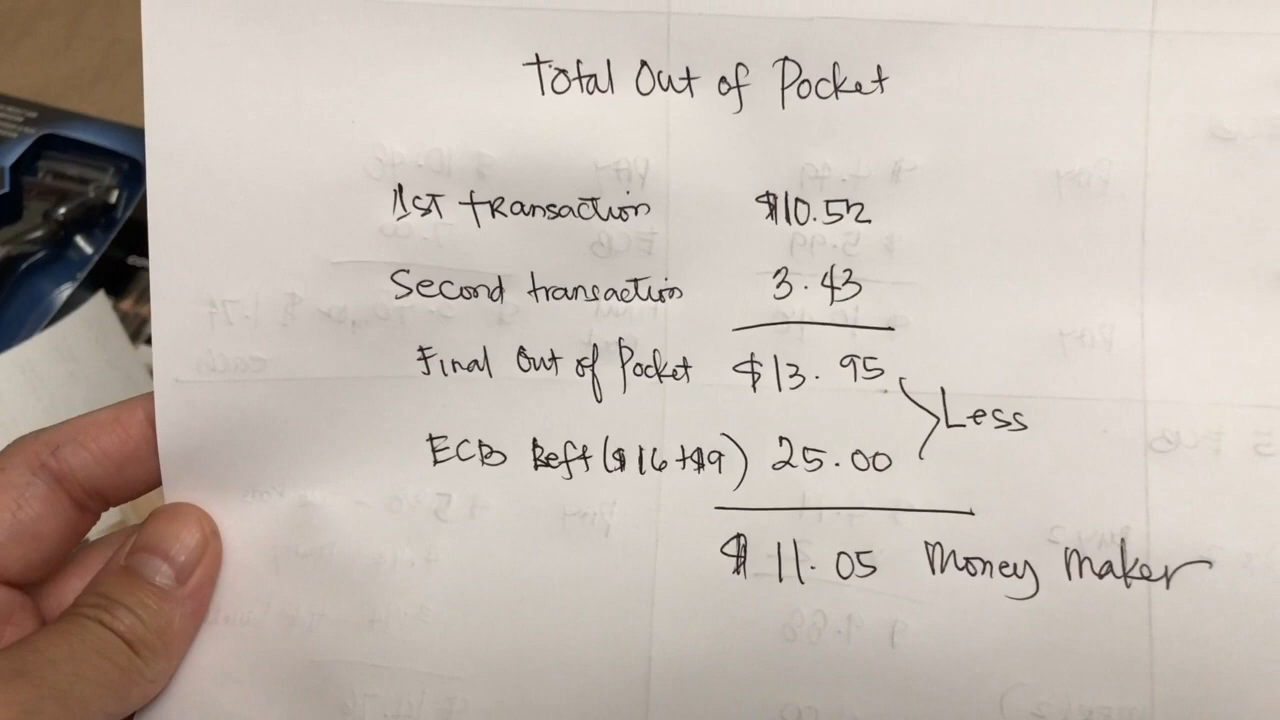 Total Out of Pocket
1st transaction $10.52
Second transaction 3.43
Final Out of Pocket $13.95
Less
ECB Left ($16+$9) 25.00
$11.05 Money Maker